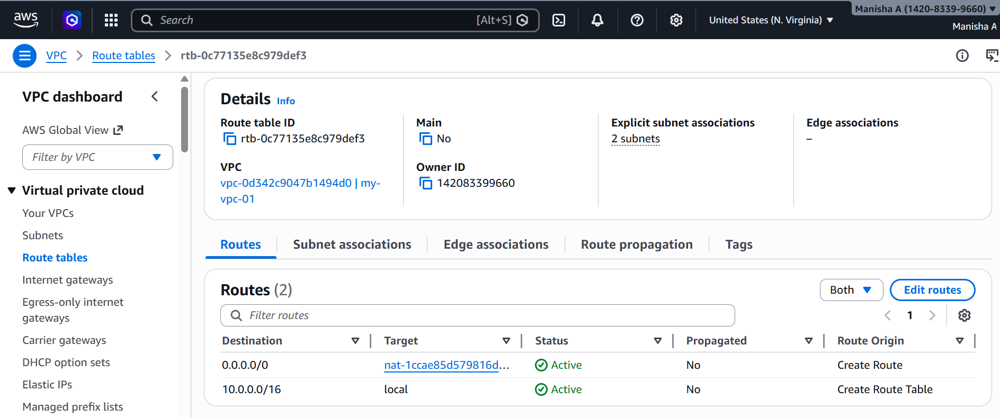 aws
Search
[Alt+S]
United States (N. Virginia)
Manisha A (1420-8339-9660)
Manisha A
VPC
Route tables
rtb-0c77135e8c979def3
VPC dashboard
AWS Global View
Filter by VPC
Virtual private cloud
Your VPCs
Subnets
Route tables
Internet gateways
Egress-only internet
gateways
Carrier gateways
DHCP option sets
Elastic IPs
Managed prefix lists
Details Info
Route table ID
rtb-0c77135e8c979def3
Main
No
Explicit subnet associations
2 subnets
Edge associations
–
VPC
vpc-0d342c9047b1494d0 | my-
vpc-01
Owner ID
142083399660
Routes Subnet associations Edge associations Route propagation Tags
Routes (2)
Both
Edit routes
Filter routes
1
Destination Target Status Propagated Route Origin
0.0.0.0/0 nat-1ccae85d579816d... Active No Create Route
10.0.0.0/16 local Active No Create Route Table